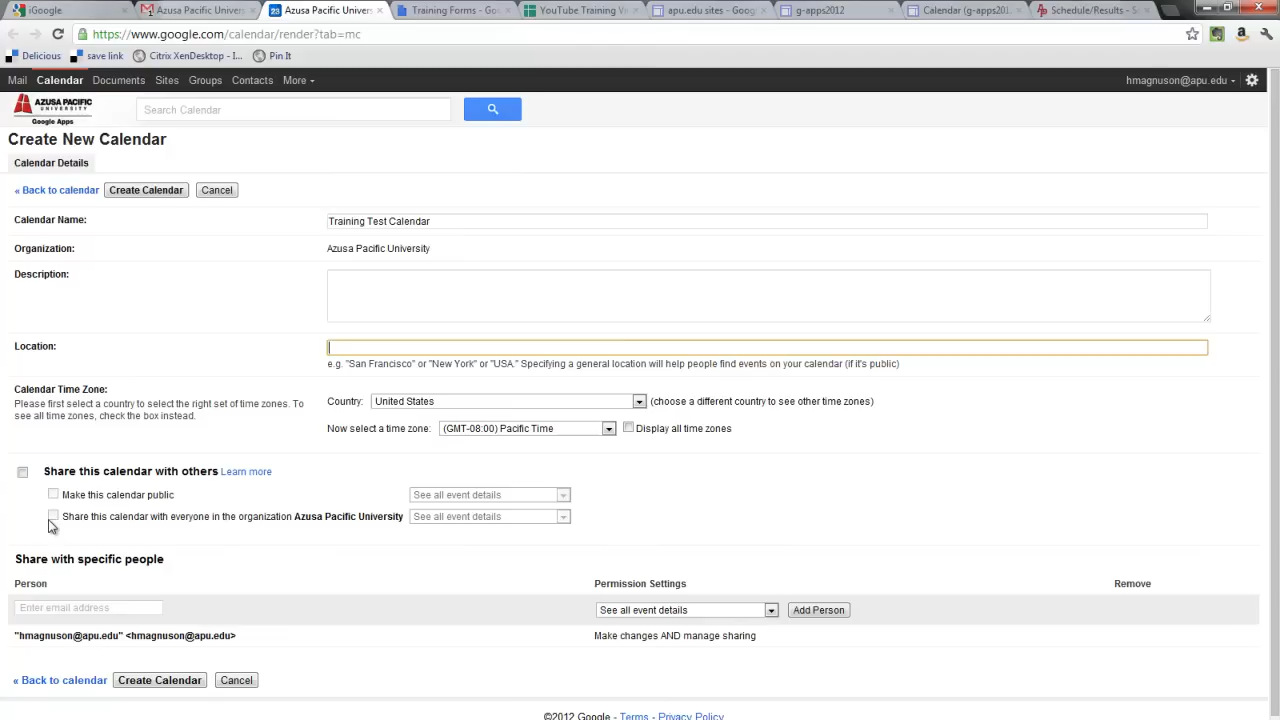 iGoogle
Azusa Pacific Univers
Azusa Pacific Universi
Training Forms - Goo
YouTube Training Vi
apu.edu sites - Goo
g-apps2012
Calendar (g-apps201
Schedule/Results - S
https://www.google.com/calendar/render?tab=mc
Delicious save link Citrix XenDesktop - I... Pin It
Mail Calendar Documents Sites Groups Contacts More
hmagnuson@apu.edu
AZUSA PACIFIC
UNIVERSITY
Google Apps
Search Calendar
Create New Calendar
Calendar Details
« Back to calendar Create Calendar Cancel
Calendar Name: Training Test Calendar
Organization: Azusa Pacific University
Description:
Location:
e.g. "San Francisco" or "New York" or "USA." Specifying a general location will help people find events on your calendar (if it's public)
Calendar Time Zone:
Please first select a country to select the right set of time zones. To
see all time zones, check the box instead.
Country: United States (choose a different country to see other time zones)
Now select a time zone: (GMT-08:00) Pacific Time Display all time zones
Share this calendar with others Learn more
Make this calendar public See all event details
Share this calendar with everyone in the organization Azusa Pacific University See all event details
Share with specific people
Person Permission Settings Remove
Enter email address See all event details Add Person
"hmagnuson@apu.edu" <hmagnuson@apu.edu> Make changes AND manage sharing
« Back to calendar Create Calendar Cancel
©2012 Google - Terms - Privacy Policy